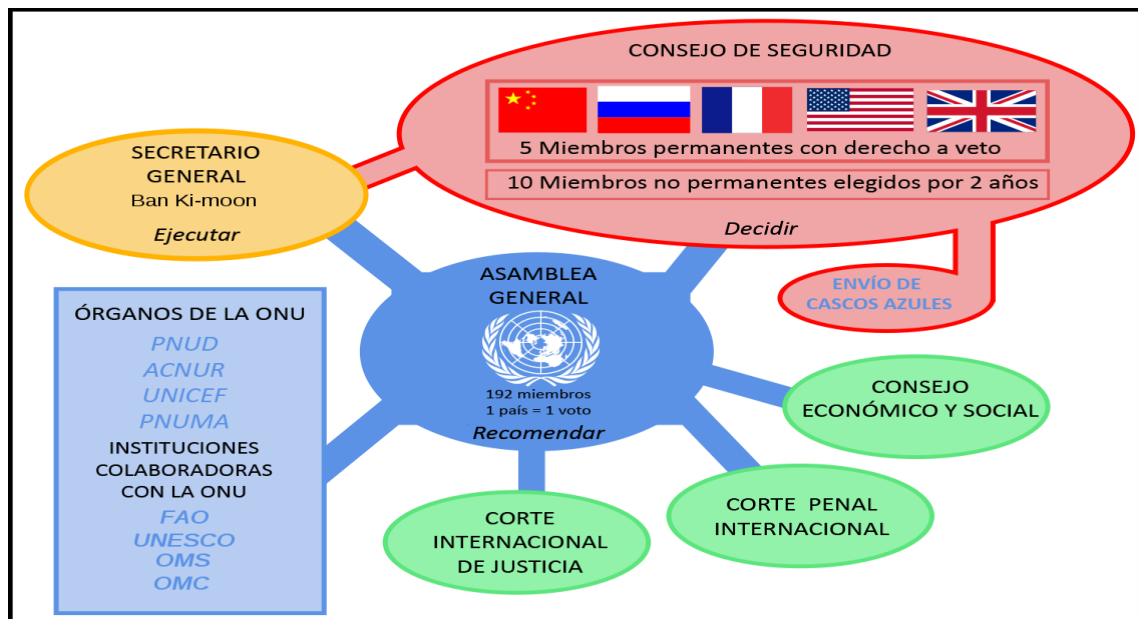 CONSEJO DE SEGURIDAD
5 Miembros permanentes con derecho a veto
10 Miembros no permanentes elegidos por 2 años
Decidir
SECRETARIO
GENERAL
Ban Ki-moon
Ejecutar
ASAMBLEA
GENERAL
192 miembros
1 país = 1 voto
Recomendar
ENVÍO DE
CASCOS AZULES
ÓRGANOS DE LA ONU
PNUD
ACNUR
UNICEF
PNUMA
INSTITUCIONES
COLABORADORAS
CON LA ONU
FAO
UNESCO
OMS
OMC
CONSEJO
ECONÓMICO Y SOCIAL
CORTE PENAL
INTERNACIONAL
CORTE
INTERNACIONAL
DE JUSTICIA